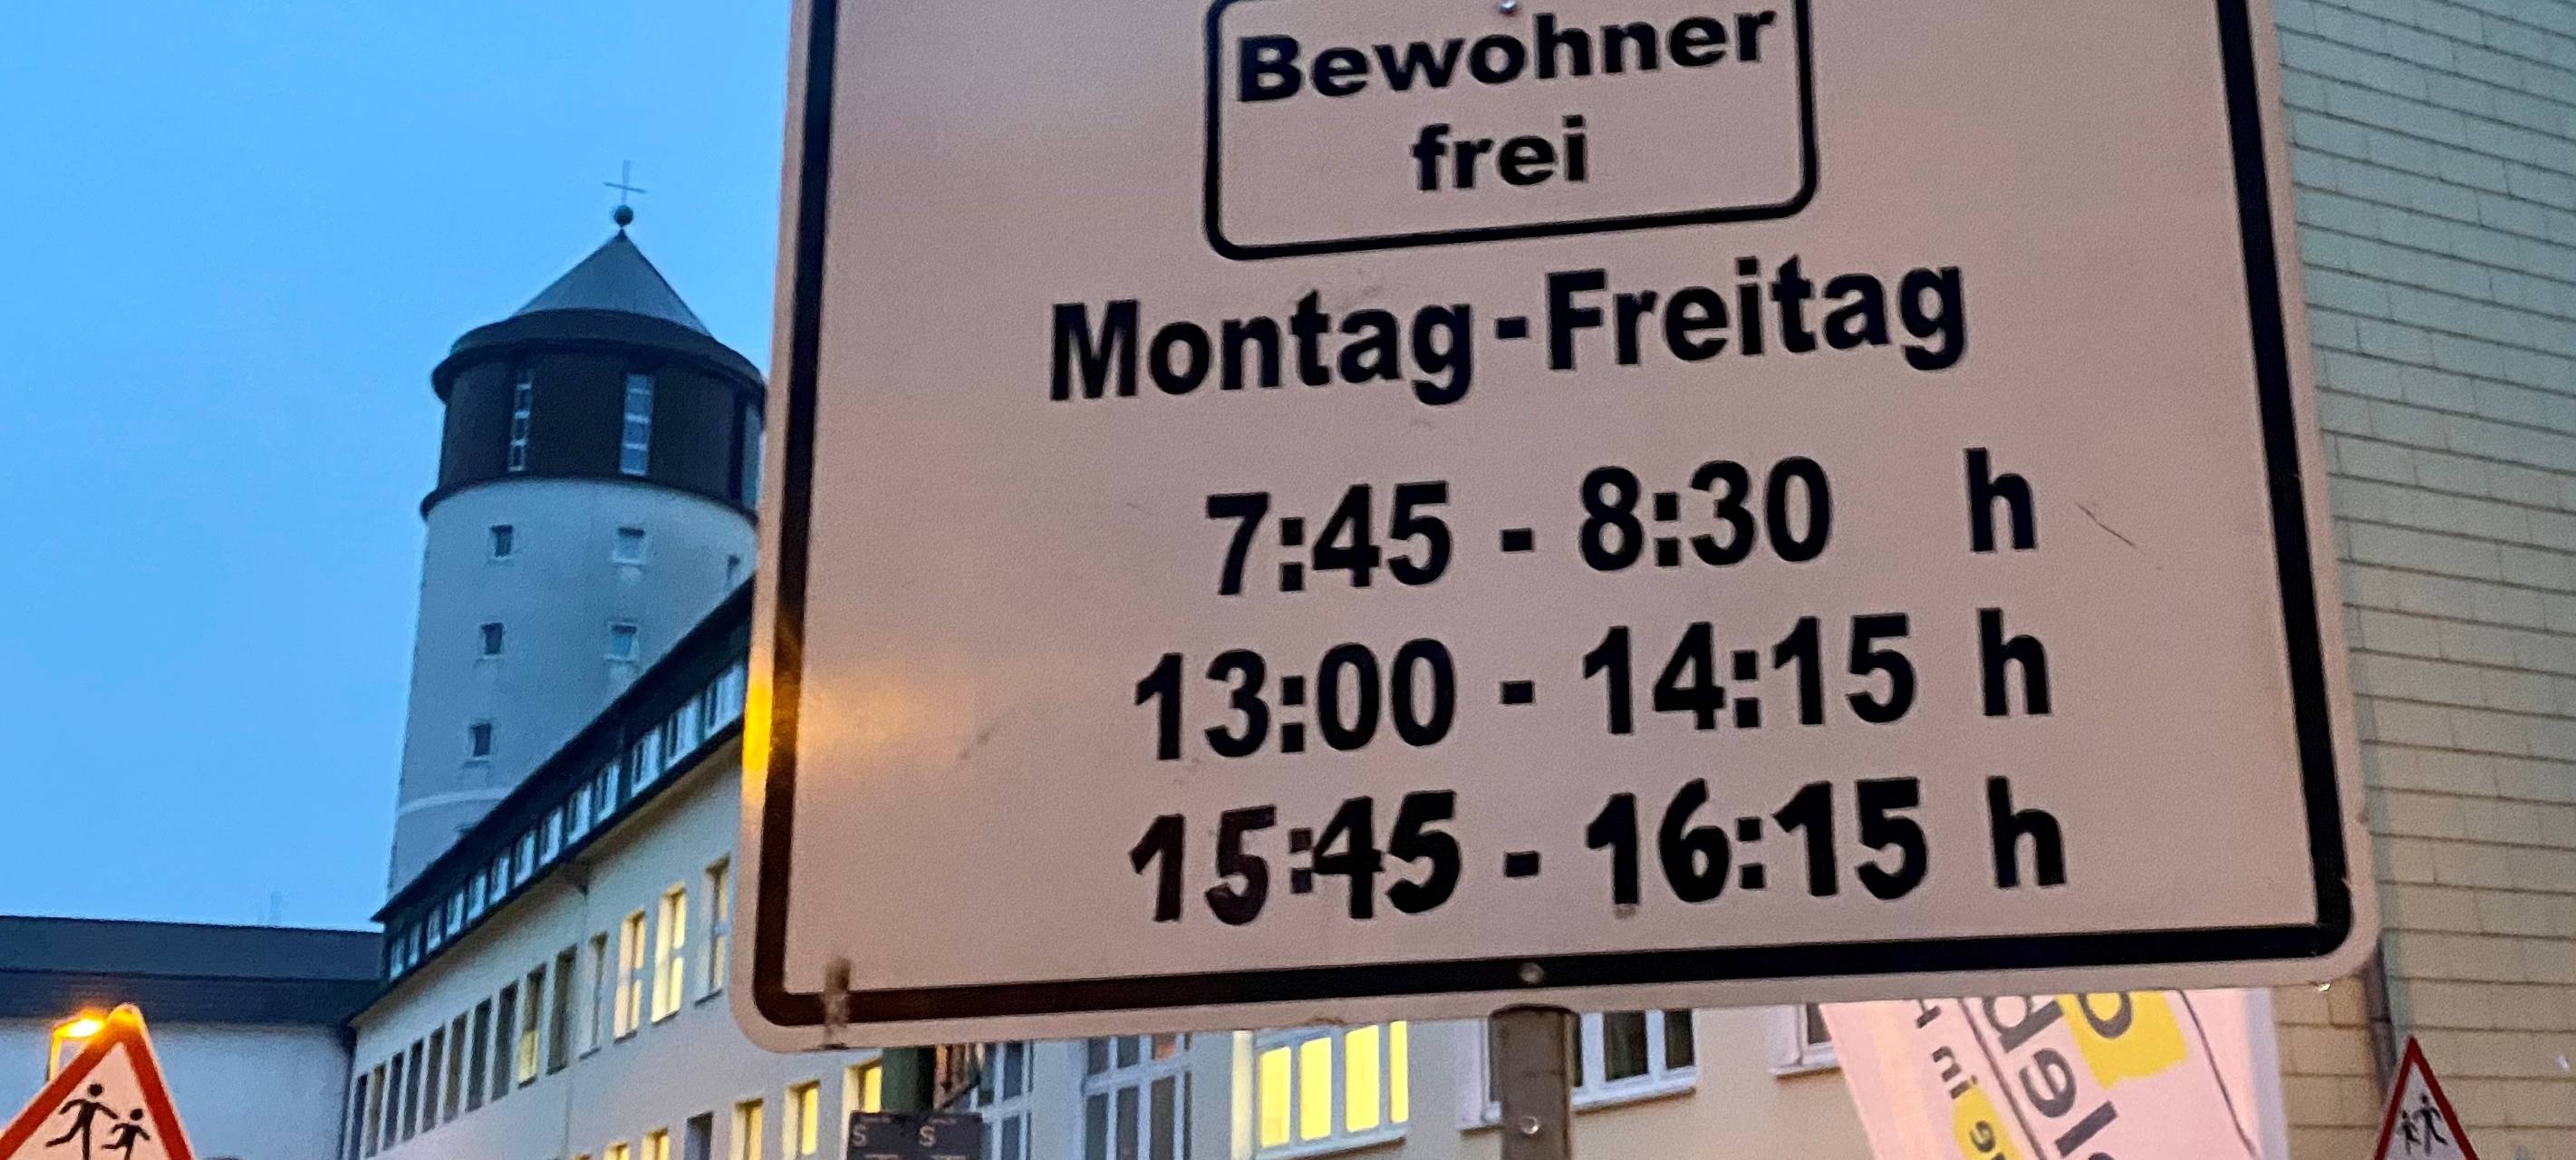 Bewohner
frei
Montag-Freitag
7:45 - 8:30 h
13:00 - 14:15 h
15:45 - 16:15 h
S S